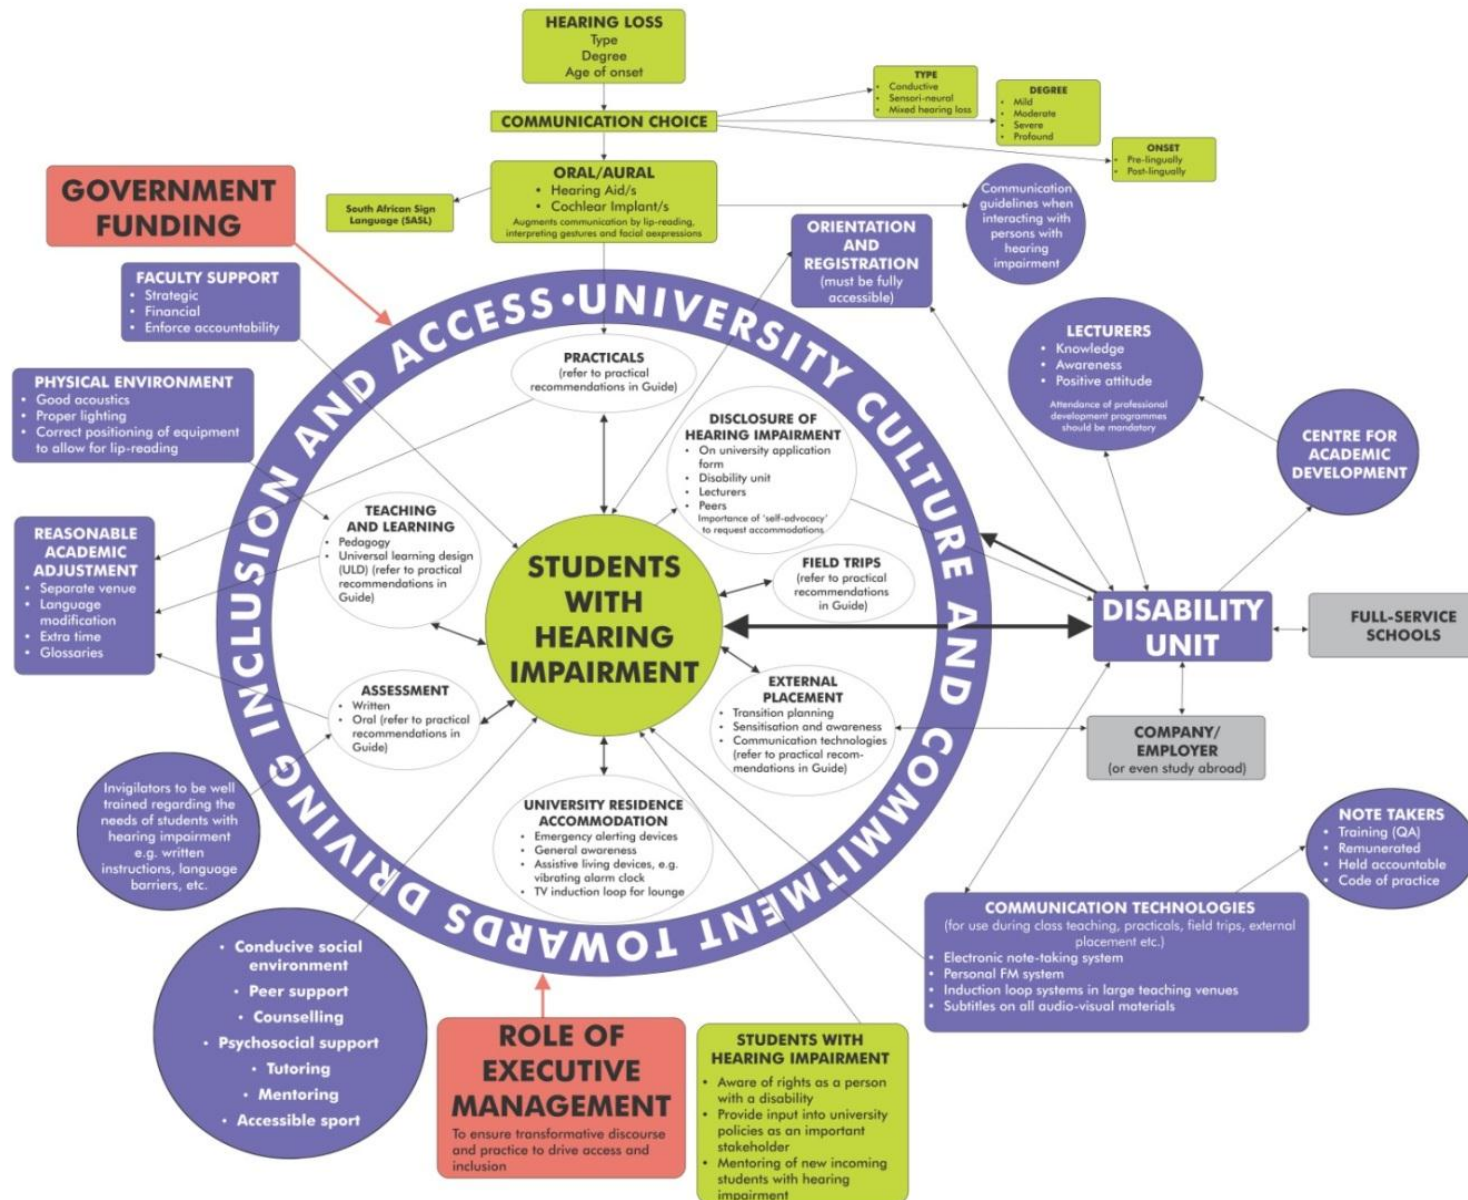 HEARING LOSS
Type
Degree
Age of onset
TYPE
• Conductive
• Sensori-neural
• Mixed hearing loss
DEGREE
• Mild
• Moderate
• Severe
• Profound
COMMUNICATION CHOICE
ONSET
• Pre-lingually
• Post-lingually
ORAL/AURAL
• Hearing Aid/s
• Cochlear Implant/s
Augments communication by lip-reading,
interpreting gestures and facial aexpressions
South African Sign
Language (SASL)
Communication
guidelines when
interacting with
persons with
hearing
impairment
GOVERNMENT
FUNDING
ORIENTATION
AND
REGISTRATION
(must be fully
accessible)
FACULTY SUPPORT
• Strategic
• Financial
• Enforce accountability
UNIVERSITY CULTURE AND COMMITMENT TOWARDS DRIVING INCLUSION AND ACCESS •
LECTURERS
• Knowledge
• Awareness
• Positive attitude
Attendance of professional
development programmes
should be mandatory
PRACTICALS
(refer to practical
recommendations in Guide)
PHYSICAL ENVIRONMENT
• Good acoustics
• Proper lighting
• Correct positioning of equipment
to allow for lip-reading
DISCLOSURE OF
HEARING IMPAIRMENT
• On university application
form
• Disability unit
• Lecturers
• Peers
Importance of ‘self-advocacy’
to request accommodations
CENTRE FOR
ACADEMIC
DEVELOPMENT
TEACHING
AND LEARNING
• Pedagogy
• Universal learning design
(ULD) (refer to practical
recommendations in
Guide)
REASONABLE
ACADEMIC
ADJUSTMENT
• Separate venue
• Language
modification
• Extra time
• Glossaries
STUDENTS
WITH
HEARING
IMPAIRMENT
FIELD TRIPS
(refer to practical
recommendations
in Guide)
DISABILITY
UNIT
FULL-SERVICE
SCHOOLS
ASSESSMENT
• Written
• Oral (refer to practical
recommendations in
Guide)
EXTERNAL
PLACEMENT
• Transition planning
• Sensitisation and awareness
• Communication technologies
(refer to practical recom-
mendations in Guide)
COMPANY/
EMPLOYER
(or even study abroad)
Invigilators to be well
trained regarding the
needs of students with
hearing impairment
e.g. written
instructions, language
barriers, etc.
UNIVERSITY RESIDENCE
ACCOMMODATION
• Emergency alerting devices
• General awareness
• Assistive living devices, e.g.
vibrating alarm clock
• TV induction loop for lounge
NOTE TAKERS
• Training (QA)
• Remunerated
• Held accountable
• Code of practice
COMMUNICATION TECHNOLOGIES
(for use during class teaching, practicals, field trips, external
placement etc.)
• Electronic note-taking system
• Personal FM system
• Induction loop systems in large teaching venues
• Subtitles on all audio-visual materials
• Conducive social
environment
• Peer support
• Counselling
• Psychosocial support
• Tutoring
• Mentoring
• Accessible sport
ROLE OF
EXECUTIVE
MANAGEMENT
To ensure transformative discourse
and practice to drive access and
inclusion
STUDENTS WITH
HEARING IMPAIRMENT
• Aware of rights as a person
with a disability
• Provide input into university
policies as an important
stakeholder
• Mentoring of new incoming
students with hearing
impairment